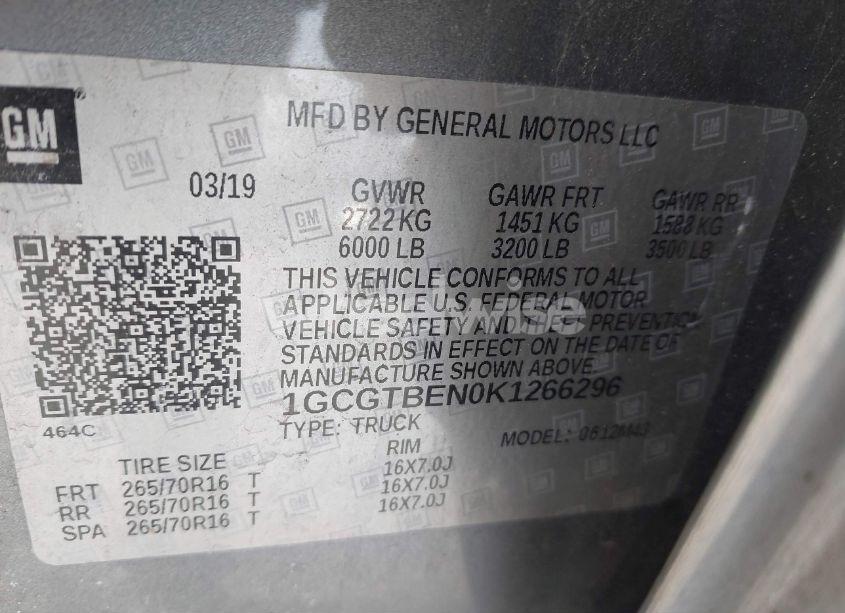 GM
MFD BY GENERAL MOTORS LLC
03/19 GVWR GAWR FRT GAWR RR
2722 KG 1451 KG 1588 KG
6000 LB 3200 LB 3500 LB
THIS VEHICLE CONFORMS TO ALL
APPLICABLE U.S. FEDERAL MOTOR
VEHICLE SAFETY AND THEFT PREVENTION
STANDARDS IN EFFECT ON THE DATE OF
MANUFACTURE SHOWN ABOVE.
1GCGTBEN0K1266296
464C
TYPE: TRUCK MODEL:
TIRE SIZE RIM
FRT 265/70R16 T 16X7.0J
RR 265/70R16 T 16X7.0J
SPA 265/70R16 T 16X7.0J